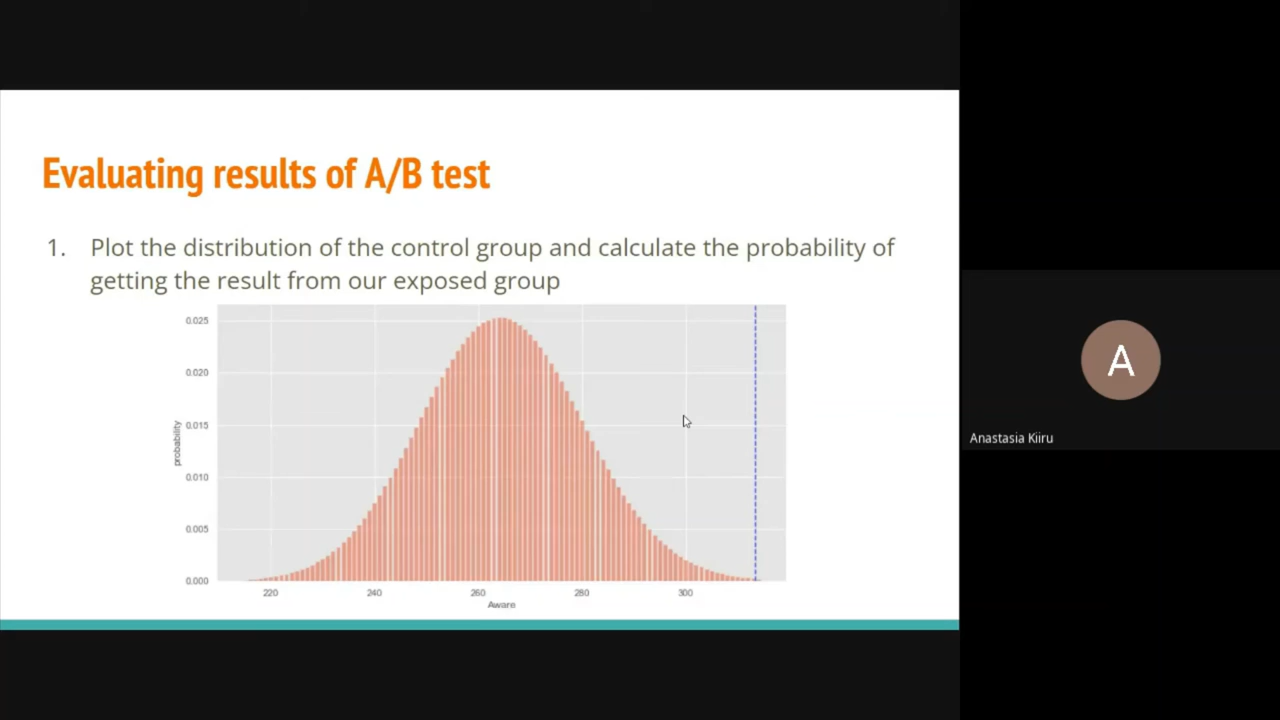 Evaluating results of A/B test
1. Plot the distribution of the control group and calculate the probability of
getting the result from our exposed group
0.025
0.020
0.015
0.010
0.005
0.000
probability
220 240 260 280 300
Aware
A
Anastasia Kiiru